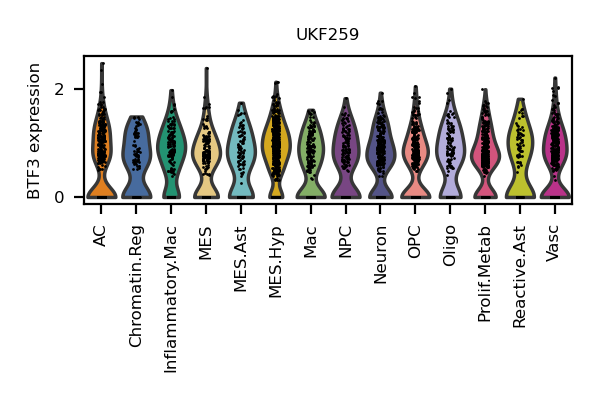 UKF259
BTF3 expression
2
0
AC
Chromatin.Reg
Inflammatory.Mac
MES
MES.Ast
MES.Hyp
Mac
NPC
Neuron
OPC
Oligo
Prolif.Metab
Reactive.Ast
Vasc